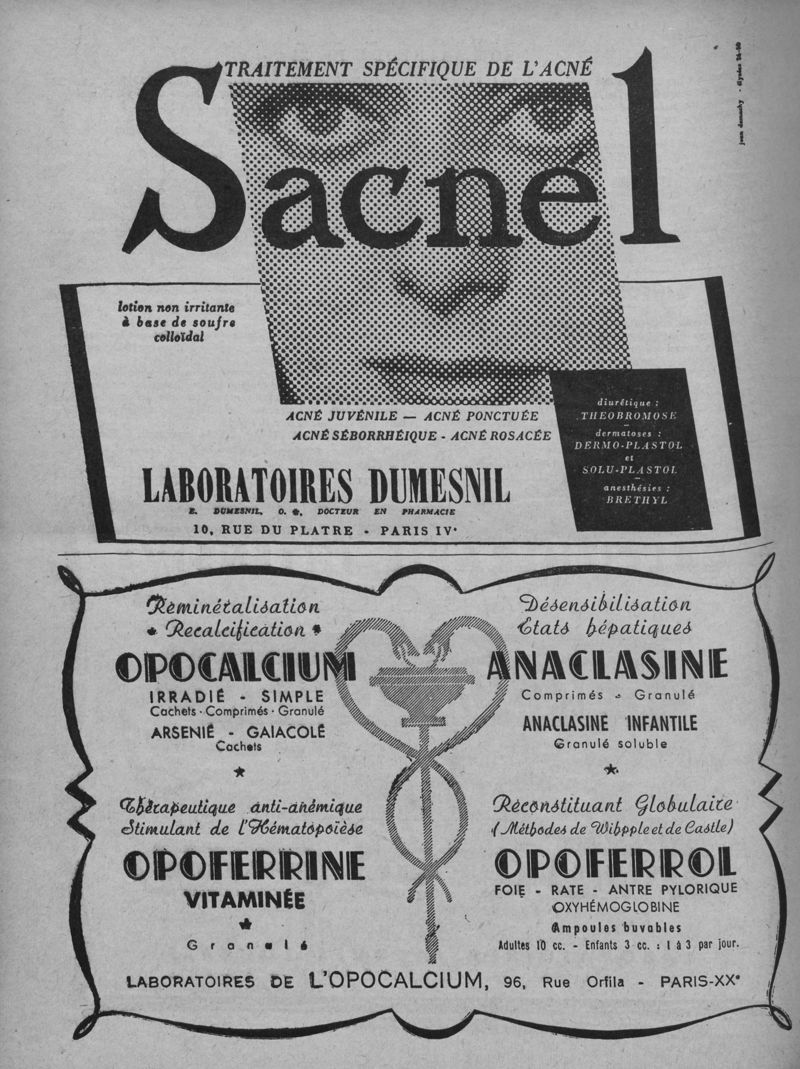 TRAITEMENT SPÉCIFIQUE DE L'ACNÉ
Sacnél
lotion non irritante
à base de soufre
colloïdal
ACNÉ JUVÉNILE — ACNÉ PONCTUÉE
ACNÉ SÉBORRHÉIQUE - ACNÉ ROSACÉE
diurétique :
THEOBROMOSE
dermatoses :
DERMO-PLASTOL
et
SOLU-PLASTOL
anesthésies :
BRETHYL
LABORATOIRES DUMESNIL
E. DUMESNIL, DOCTEUR EN PHARMACIE
10, RUE DU PLATRE - PARIS IVe
Réminétalisation
Recalcification
OPOCALCIUM
IRRADIÉ - SIMPLE
Cachets - Comprimés - Granulé
ARSENIÉ - GAIACOLÉ
Cachets
Désensibilisation
États hépatiques
ANACLASINE
Comprimés - Granulé
ANACLASINE INFANTILE
Granulé soluble
Thérapeutique anti-anémique
Stimulant de l'Hématopoïèse
OPOFERRINE
VITAMINÉE
Granulé
Réconstituant Globulaire
(Méthodes de Whipple et de Castle)
OPOFERROL
FOIE - RATE - ANTRE PYLORIQUE
OXYHÉMOGLOBINE
Ampoules buvables
Adultes 10 cc. - Enfants 3 cc. : 1 à 3 par jour.
LABORATOIRES DE L'OPOCALCIUM, 96, Rue Orfila - PARIS-XXe